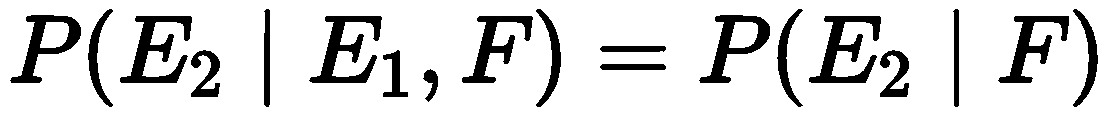 P(E₂ | E₁, F) = P(E₂ | F)